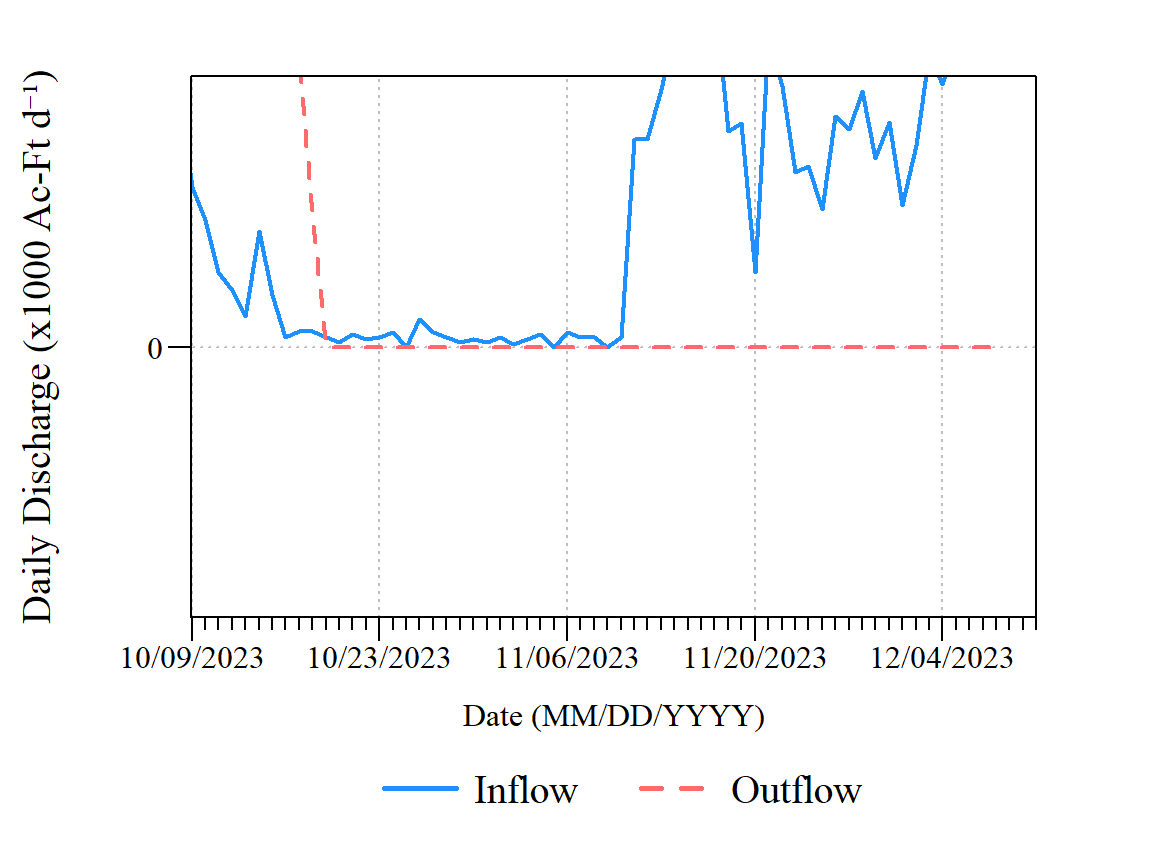 Daily Discharge (x1000 Ac-Ft d⁻¹)
0
10/09/2023 10/23/2023 11/06/2023 11/20/2023 12/04/2023
Date (MM/DD/YYYY)
Inflow Outflow